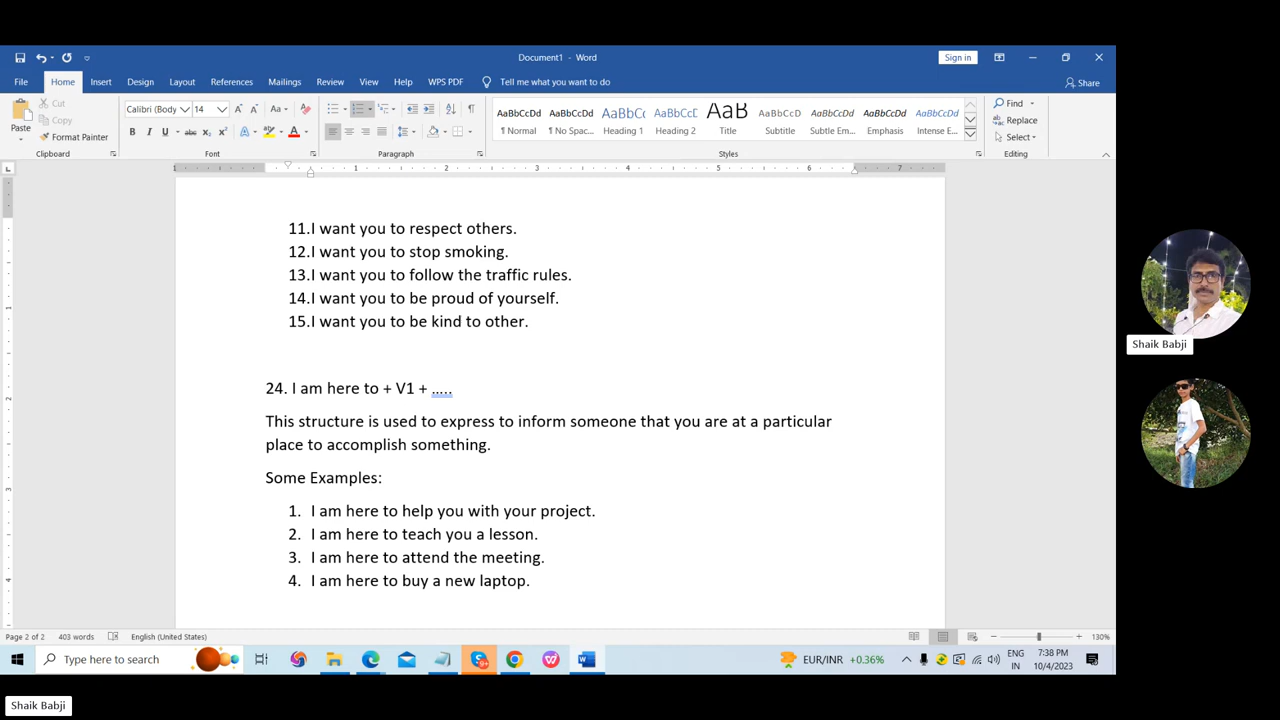 Document1 - Word
Sign in
File Home Insert Design Layout References Mailings Review View Help WPS PDF Tell me what you want to do Share
Paste
Cut
Copy
Format Painter
Clipboard
Calibri (Body 14
Font
Paragraph
AaBbCcDd AaBbCcDd AaBbC AaBbCc AaB AaBbCcD AaBbCcDd AaBbCcDd AaBbCcDd
¶ Normal ¶ No Spac... Heading 1 Heading 2 Title Subtitle Subtle Em... Emphasis Intense E...
Styles
Find
Replace
Select
Editing
1 1 2 3 4 5 6 7
11.I want you to respect others.
12.I want you to stop smoking.
13.I want you to follow the traffic rules.
14.I want you to be proud of yourself.
15.I want you to be kind to other.
24. I am here to + V1 + .....
This structure is used to express to inform someone that you are at a particular
place to accomplish something.
Some Examples:
1. I am here to help you with your project.
2. I am here to teach you a lesson.
3. I am here to attend the meeting.
4. I am here to buy a new laptop.
Page 2 of 2 403 words English (United States) 130%
Type here to search
EUR/INR +0.36%
ENG
IN
7:38 PM
10/4/2023
Shaik Babji
Shaik Babji